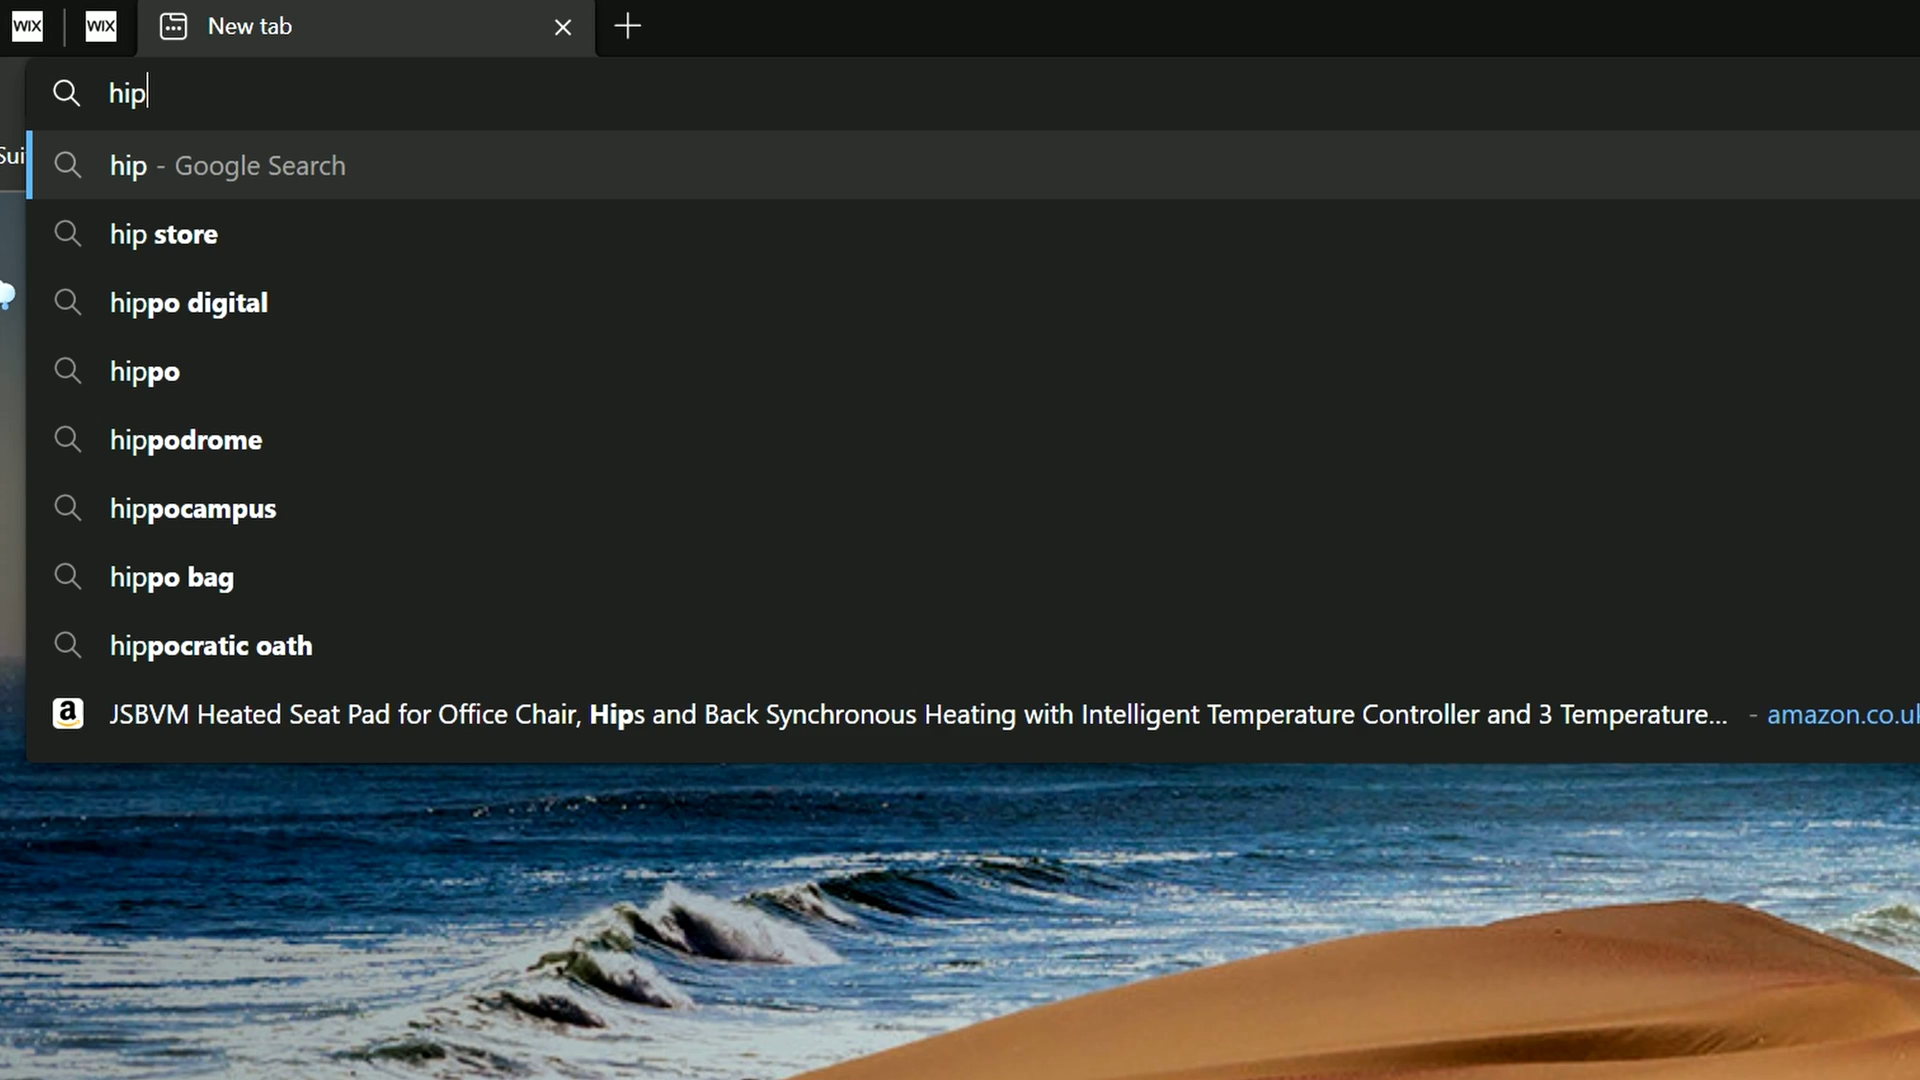 WIX WIX New tab
hip
hip - Google Search
Sui
hip store
hippo digital
hippo
hippodrome
hippocampus
hippo bag
hippocratic oath
a JSBVM Heated Seat Pad for Office Chair, Hips and Back Synchronous Heating with Intelligent Temperature Controller and 3 Temperature... - amazon.co.uk